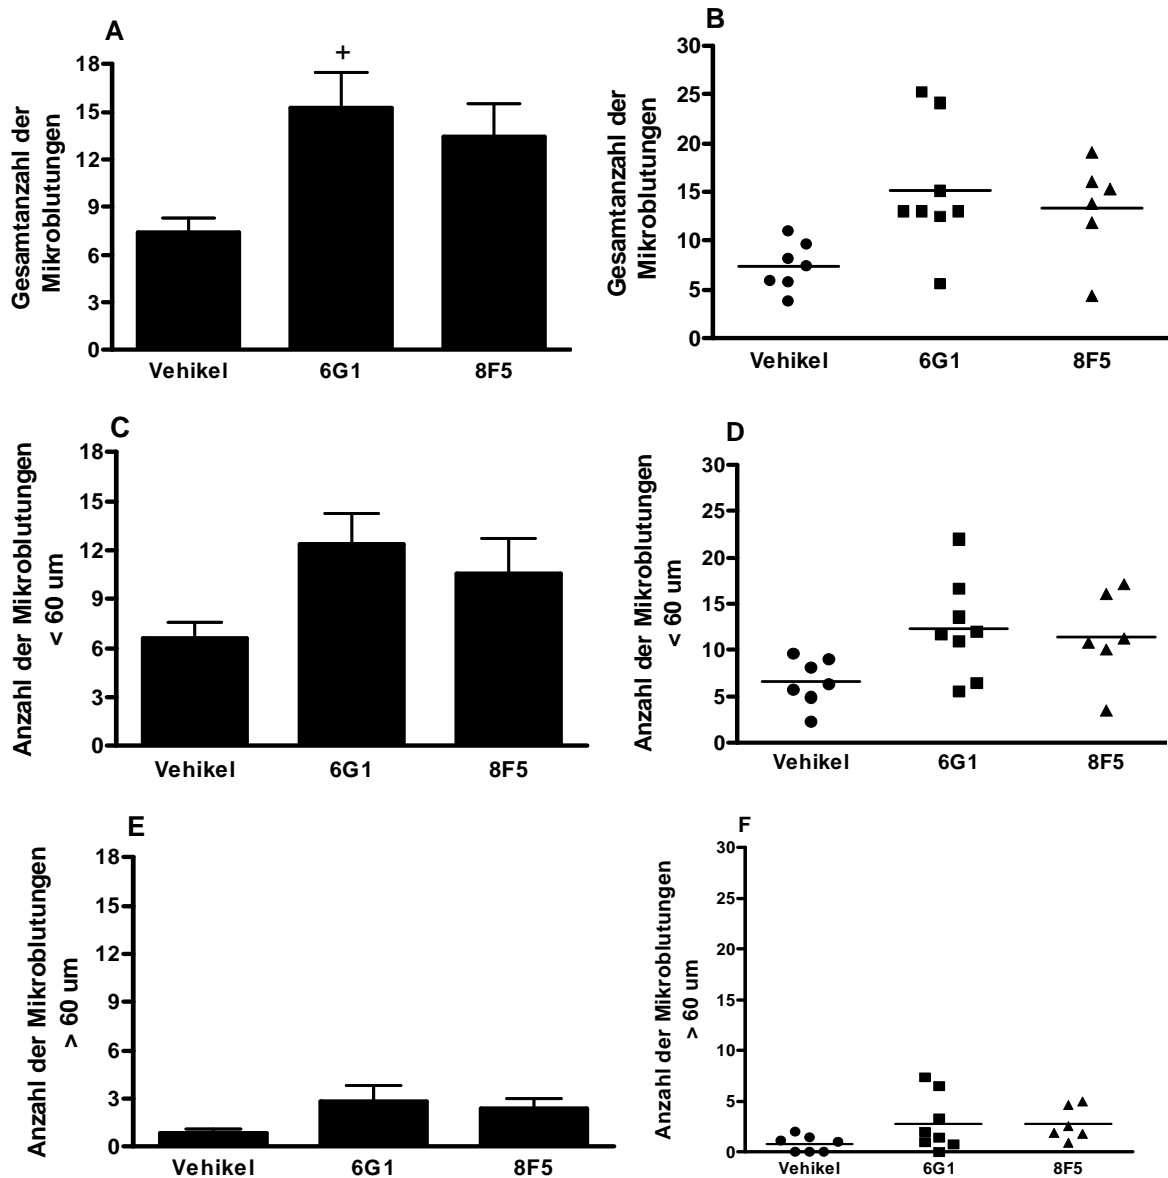 A
+
Gesamtanzahl der
Mikroblutungen
18
15
12
9
6
3
0
Vehikel 6G1 8F5
B
Gesamtanzahl der
Mikroblutungen
30
25
20
15
10
5
0
Vehikel 6G1 8F5
C
Anzahl der Mikroblutungen
< 60 um
18
15
12
9
6
3
0
Vehikel 6G1 8F5
D
Anzahl der Mikroblutungen
< 60 um
30
25
20
15
10
5
0
Vehikel 6G1 8F5
E
Anzahl der Mikroblutungen
> 60 um
18
15
12
9
6
3
0
Vehikel 6G1 8F5
F
Anzahl der Mikroblutungen
> 60 um
30
25
20
15
10
5
0
Vehikel 6G1 8F5